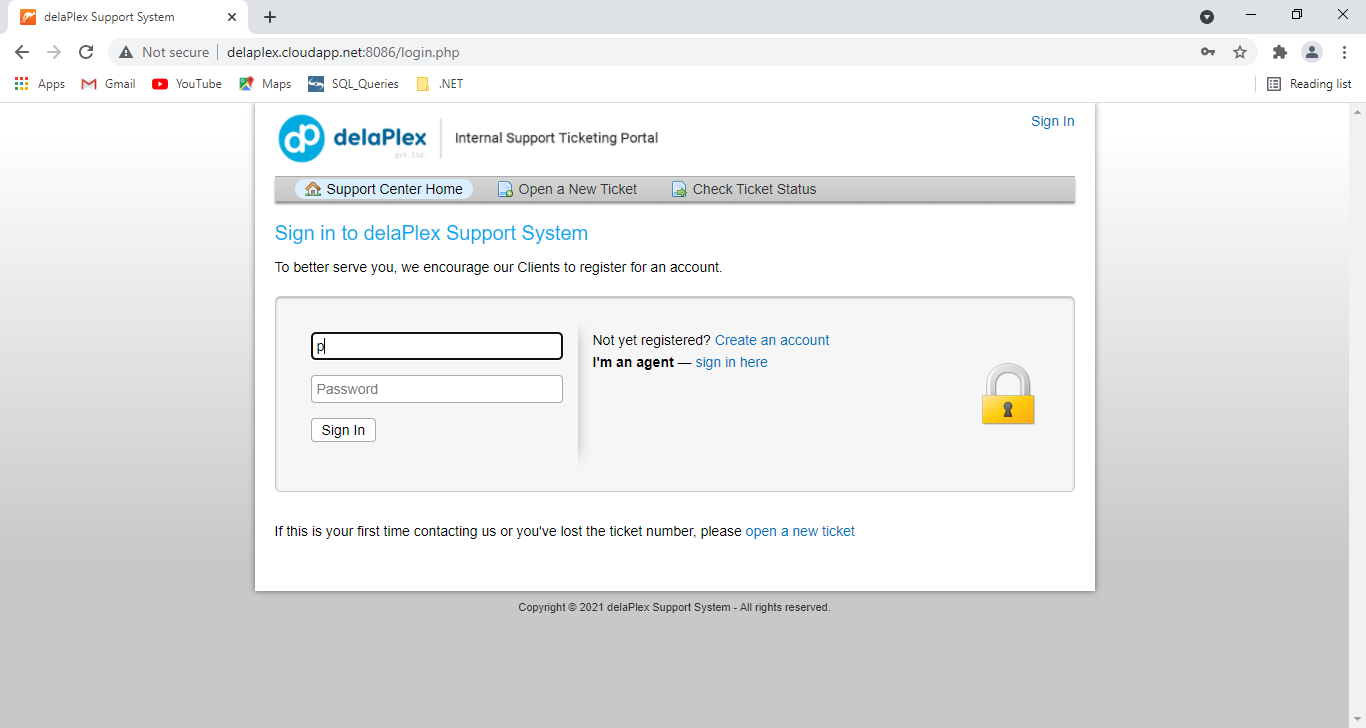 delaPlex Support System
Not secure | delaplex.cloudapp.net:8086/login.php
Apps Gmail YouTube Maps SQL_Queries .NET Reading list
Sign In
dp delaPlex Internal Support Ticketing Portal
pvt.ltd.
Support Center Home Open a New Ticket Check Ticket Status
Sign in to delaPlex Support System
To better serve you, we encourage our Clients to register for an account.
p
Password
Sign In
Not yet registered? Create an account
I'm an agent — sign in here
If this is your first time contacting us or you've lost the ticket number, please open a new ticket
Copyright © 2021 delaPlex Support System - All rights reserved.